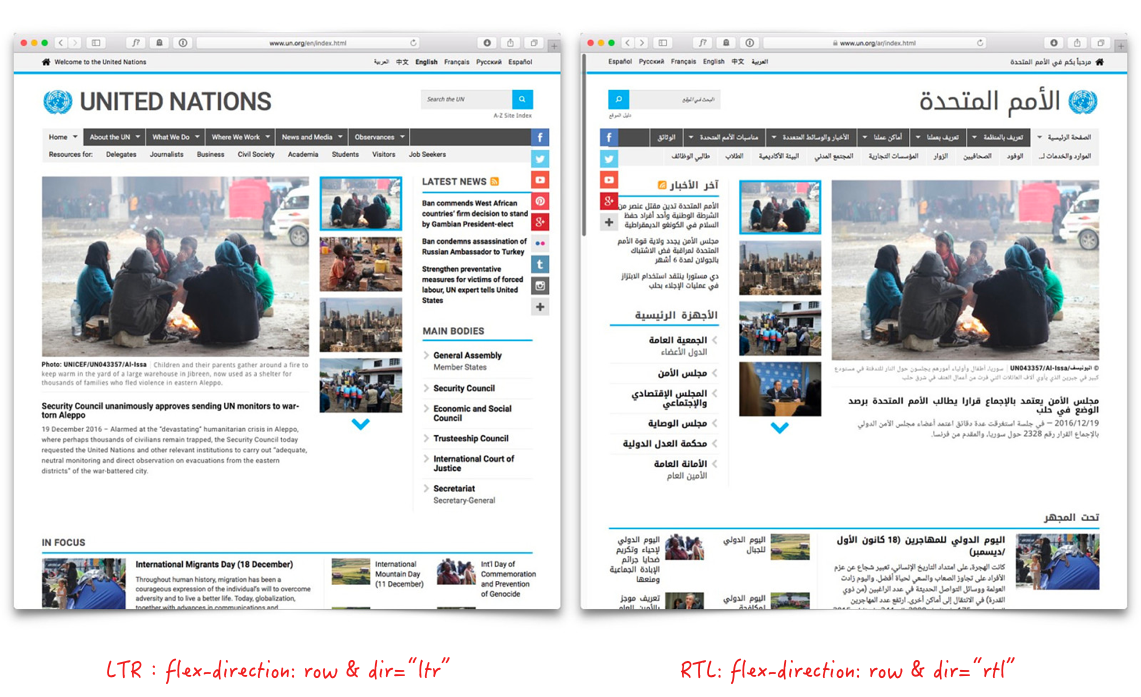 www.un.org/en/index.html
Welcome to the United Nations
العربية 中文 English Français Русский Español
UNITED NATIONS
Search the UN
A-Z Site Index
Home About the UN What We Do Where We Work News and Media Observances
Resources for: Delegates Journalists Business Civil Society Academia Students Visitors Job Seekers
Photo: UNICEF/UN043357/Al-Issa Children and their parents gather around a fire to
keep warm in the yard of a large warehouse in Jibreen, now used as a shelter for
thousands of families who fled violence in eastern Aleppo.
Security Council unanimously approves sending UN monitors to war-
torn Aleppo
19 December 2016 – Alarmed at the "devastating" humanitarian crisis in Aleppo,
where perhaps thousands of civilians remain trapped, the Security Council today
requested the United Nations and other relevant institutions to carry out "adequate,
neutral monitoring and direct observation on evacuations from the eastern
districts" of the war-battered city.
LATEST NEWS
Ban commends West African
countries' firm decision to stand
by Gambian President-elect
Ban condemns assassination of
Russian Ambassador to Turkey
Strengthen preventative
measures for victims of forced
labour, UN expert tells United
States
MAIN BODIES
General Assembly
Member States
Security Council
Economic and Social
Council
Trusteeship Council
International Court of
Justice
Secretariat
Secretary-General
IN FOCUS
International Migrants Day (18 December)
Throughout human history, migration has been a
courageous expression of the individual's will to overcome
adversity and to live a better life. Today, globalization,
together with advances in communications and
International
Mountain Day
(11 December)
Int'l Day of
Commemoration
and Prevention
of Genocide
www.un.org/ar/index.html
Español Русский Français English 中文 العربية
مرحباً بكم في الأمم المتحدة
الأمم المتحدة
البحث في الموقع
دليل الموقع
الصفحة الرئيسية تعريف بالمنظمة تعريف بعملنا أماكن عملنا الأخبار والوسائط المتعددة مناسبات الأمم المتحدة الوثائق
الموارد والخدمات لـ: الوفود الصحافيين الزوار المؤسسات التجارية المجتمع المدني البيئة الأكاديمية الطلاب طالبي الوظائف
© اليونيسف/UN043357/Al-Issa سوريا، أطفال وأولياء أمورهم يجلسون حول النار للتدفئة في مستودع
كبير في جبرين الذي يأوي آلاف العائلات التي فرت من أعمال العنف في شرق حلب
مجلس الأمن يعتمد بالإجماع قرارا يطالب الأمم المتحدة برصد
الوضع في حلب
2016/12/19 – في جلسة استغرقت عدة دقائق اعتمد أعضاء مجلس الأمن الدولي
بالإجماع القرار رقم 2328 حول سوريا، والمقدم من فرنسا.
آخر الأخبار
الأمم المتحدة تدين مقتل عنصر من
الشرطة الوطنية وأحد أفراد حفظ
السلام في الكونغو الديمقراطية
مجلس الأمن يجدد ولاية قوة الأمم
المتحدة لمراقبة فض الاشتباك
بالجولان لمدة 6 أشهر
دي مستورا ينتقد استخدام الابتزاز
في عمليات الإجلاء بحلب
الأجهزة الرئيسية
الجمعية العامة
الدول الأعضاء
مجلس الأمن
المجلس الإقتصادي
والإجتماعي
مجلس الوصاية
محكمة العدل الدولية
الأمانة العامة
الأمين العام
تحت المجهر
اليوم الدولي للمهاجرين (18 كانون الأول
/ديسمبر)
كانت الهجرة، على امتداد التاريخ الإنساني، تعبير شجاع عن عزم
الأفراد على تجاوز الصعاب والسعي لحياة أفضل. واليوم زادت
العولمة ووسائل التواصل الحديثة في عدد الراغبين (من ذوي
القدرة) في الانتقال إلى أماكن أخرى. ارتفع عدد المهاجرين
اليوم الدولي
للجبال
اليوم الدولي
لإحياء وتكريم
ضحايا جرائم
الإبادة الجماعية
ومنعها
اليوم الدولي
لمكافحة
تعريف موجز
بالأمين العام
LTR : flex-direction: row & dir="ltr"
RTL: flex-direction: row & dir="rtl"